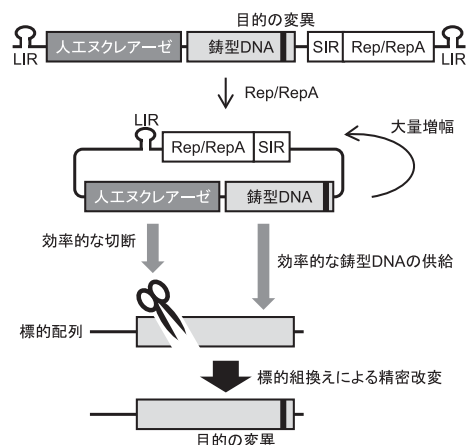 目的の変異
LIR 人工ヌクレアーゼ 鋳型DNA SIR Rep/RepA LIR
Rep/RepA
LIR
大量増幅
Rep/RepA SIR
人工ヌクレアーゼ 鋳型DNA
効率的な切断
効率的な鋳型DNAの供給
標的配列
標的組換えによる精密改変
目的の変異